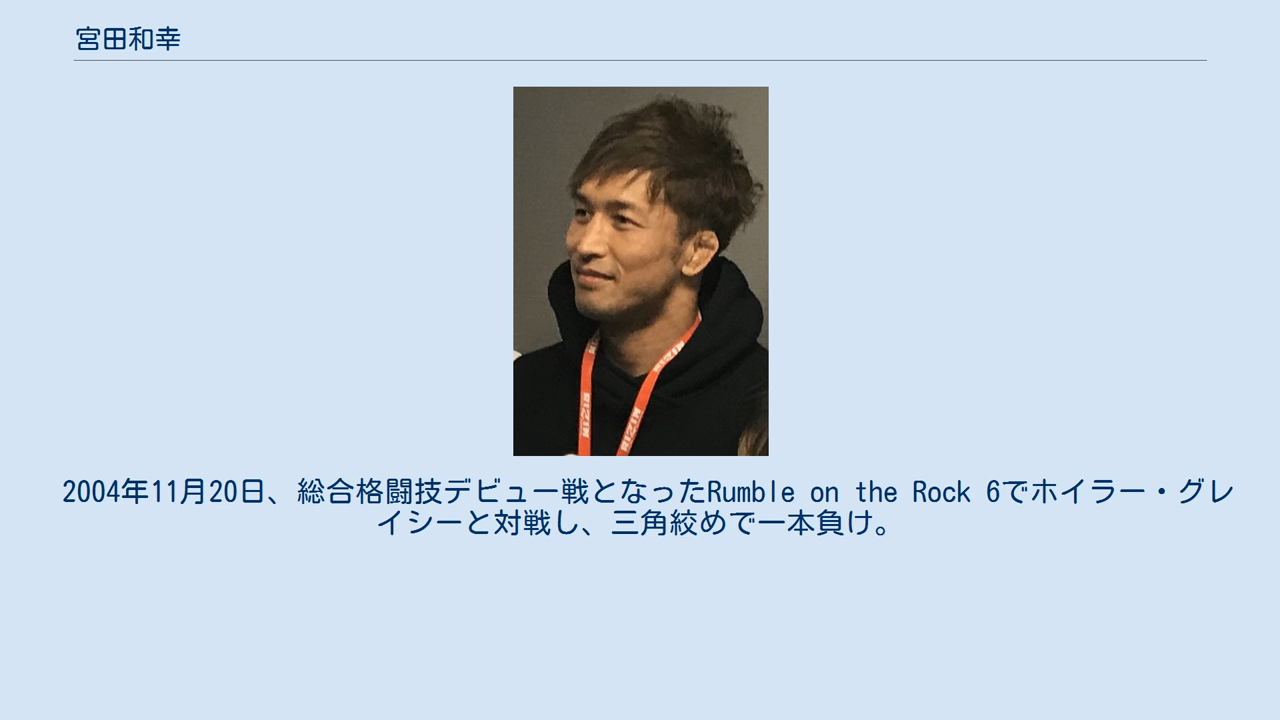 宮田和幸
RIZIN
RIZIN
RIZIN
2004年11月20日、総合格闘技デビュー戦となったRumble on the Rock 6でホイラー・グレ
イシーと対戦し、三角絞めで一本負け。